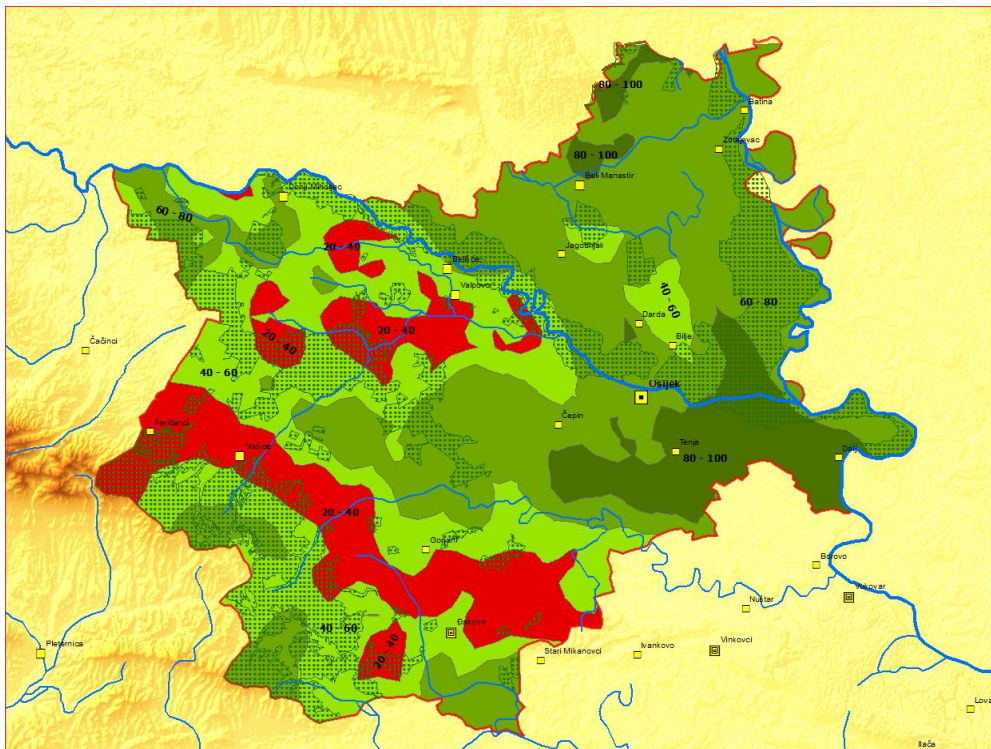 80 - 100
Batina
Zmajevac
80 - 100
Beli Manastir
Donji Miholjac
60 - 80
20 - 40
Jagodnjak
Belišće
Valpovo
40 - 60
60 - 80
20 - 40
Darda
20 - 40
Bilje
Čačinci
40 - 60
Osijek
Feričanci
Čepin
Našice
Tenja
80 - 100
Dalj
20 - 40
Gorjani
Borovo
Vukovar
Nuštar
40 - 60
Đakovo
20 - 40
Pleternica
Stari Mikanovci
Ivankovo
Vinkovci
Lova
Ilača